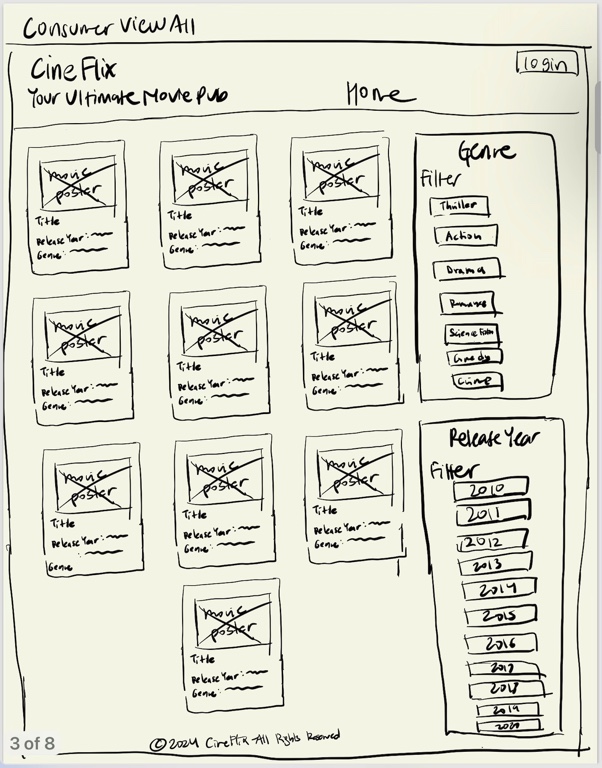 Consumer View All
CineFlix
login
Your Ultimate Movie Pub
Home
movie poster
Title
Release Year:
Genre:
movie poster
Title
Release Year:
Genre:
movie poster
Title
Release Year:
Genre:
movie poster
Title
Release Year:
Genre:
movie poster
Title
Release Year:
Genre:
movie poster
Title
Release Year:
Genre:
movie poster
Title
Release Year:
Genre:
movie poster
Title
Release Year:
Genre:
movie poster
Title
Release Year:
Genre:
movie poster
Title
Release Year:
Genre:
Genre
Filter
Thriller
Action
Drama
Romance
Comedy
Crime
Release Year
Filter
2010
2011
2012
2013
2014
2015
2016
2017
2018
2019
2020
© 2024 CineFlix All Rights Reserved
3 of 8